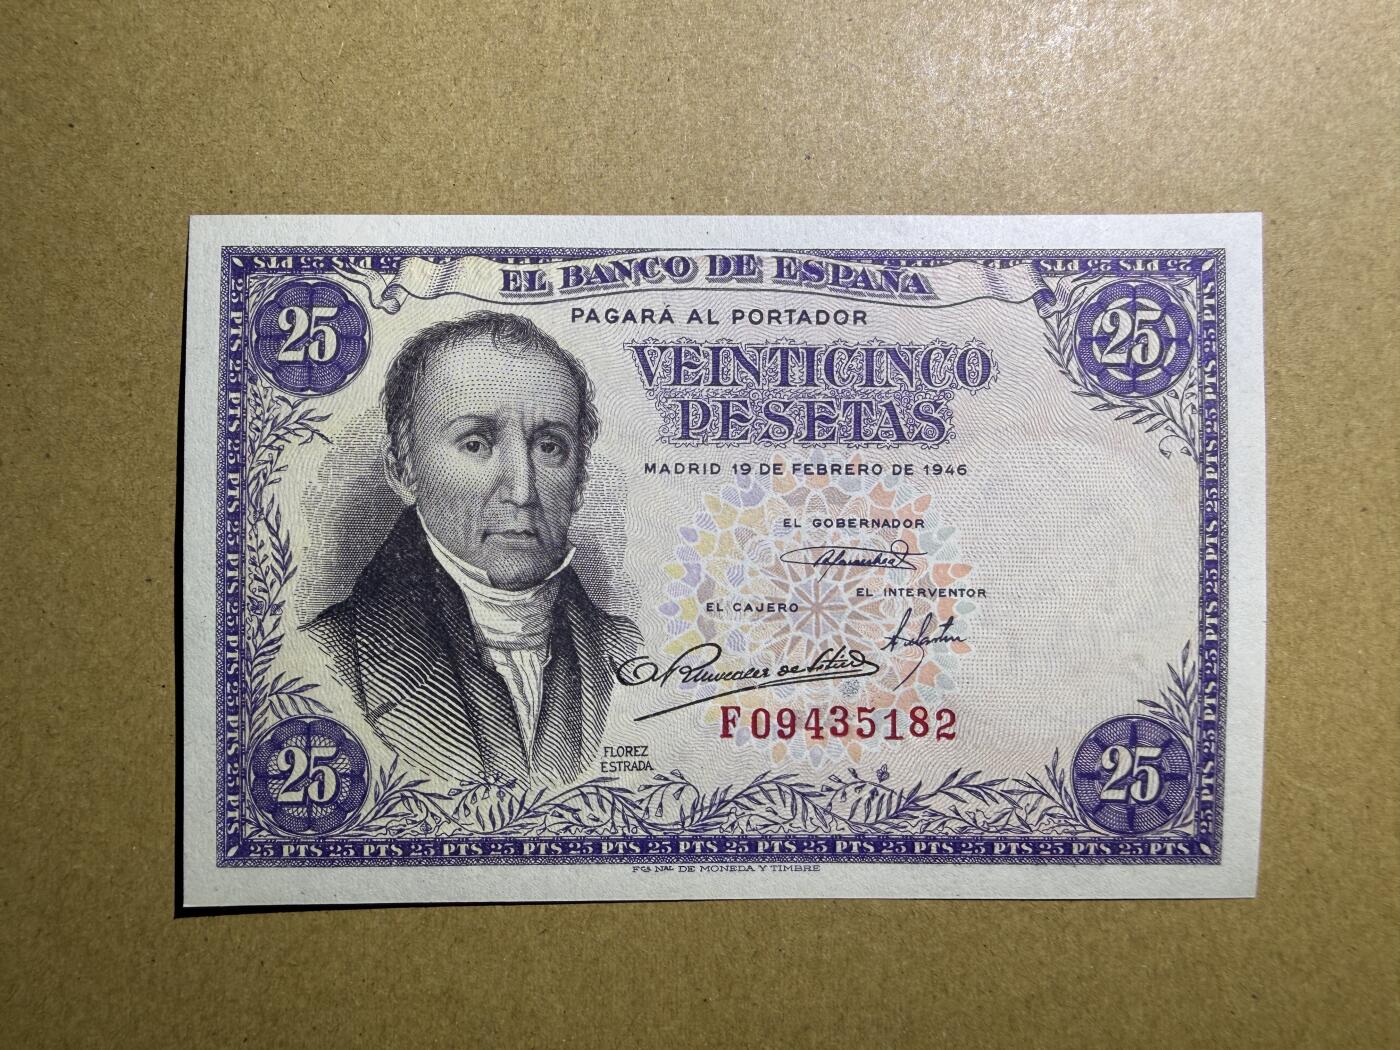 EL BANCO DE ESPAÑA
PAGARÁ AL PORTADOR
25
25
VEINTICINCO
PESETAS
MADRID 19 DE FEBRERO DE 1946
EL GOBERNADOR
EL CAJERO
EL INTERVENTOR
F09435182
FLOREZ
ESTRADA
25
25
25 PTS 25 PTS 25 PTS 25 PTS 25 PTS 25 PTS 25 PTS 25 PTS 25 PTS 25 PTS 25 PTS 25 PTS
FCA NAL DE MONEDA Y TIMBRE